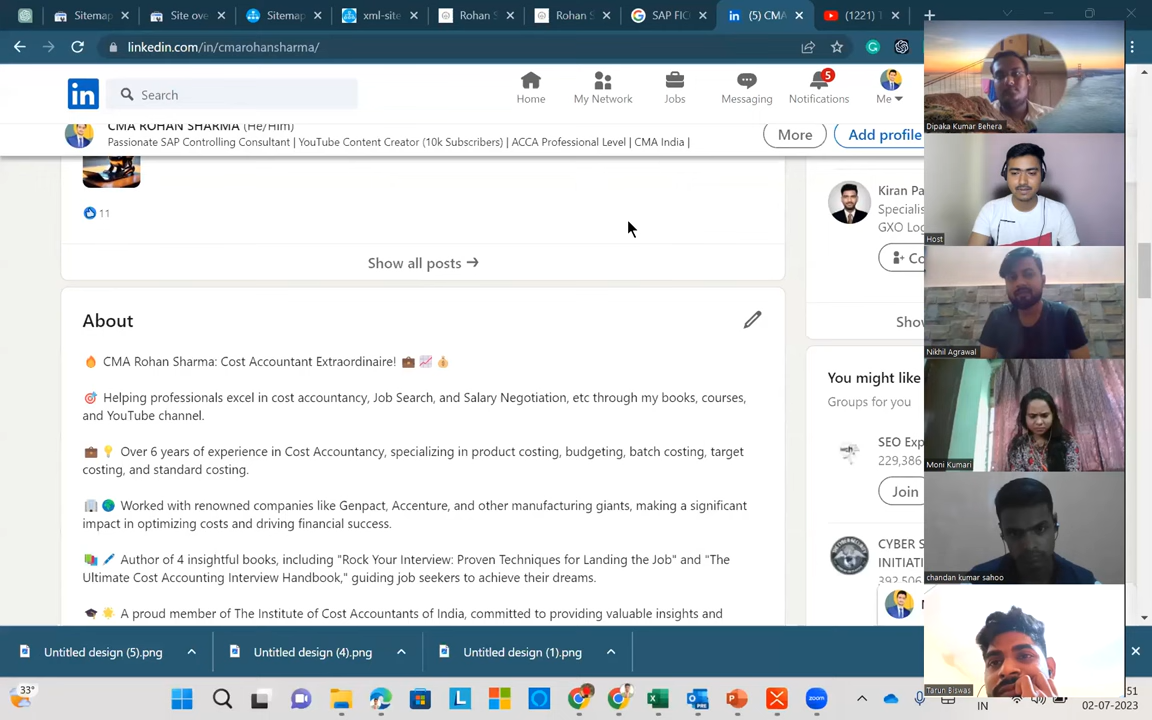 Sitemap
Site ove
Sitemap
xml-site
Rohan S
Rohan S
SAP FIC
(5) CMA
(1221)
linkedin.com/in/cmarohansharma/
in
Search
Home
My Network
Jobs
Messaging
5
Notifications
Me
CMA ROHAN SHARMA (He/Him)
Passionate SAP Controlling Consultant | YouTube Content Creator (10k Subscribers) | ACCA Professional Level | CMA India |
More
Add profile
11
Show all posts →
About
CMA Rohan Sharma: Cost Accountant Extraordinaire!
Helping professionals excel in cost accountancy, Job Search, and Salary Negotiation, etc through my books, courses,
and YouTube channel.
Over 6 years of experience in Cost Accountancy, specializing in product costing, budgeting, batch costing, target
costing, and standard costing.
Worked with renowned companies like Genpact, Accenture, and other manufacturing giants, making a significant
impact in optimizing costs and driving financial success.
Author of 4 insightful books, including "Rock Your Interview: Proven Techniques for Landing the Job" and "The
Ultimate Cost Accounting Interview Handbook," guiding job seekers to achieve their dreams.
A proud member of The Institute of Cost Accountants of India, committed to providing valuable insights and
Kiran Pa
Specialis
GXO Log
Co
Show
You might like
Groups for you
SEO Exp
229,386
Join
CYBER S
INITIATI
392,506
M
Dipaka Kumar Behera
Host
Nikhil Agrawal
Moni Kumari
chandan kumar sahoo
Tarun Biswas
Untitled design (5).png
Untitled design (4).png
Untitled design (1).png
33°
L
zoom
IN
51
02-07-2023